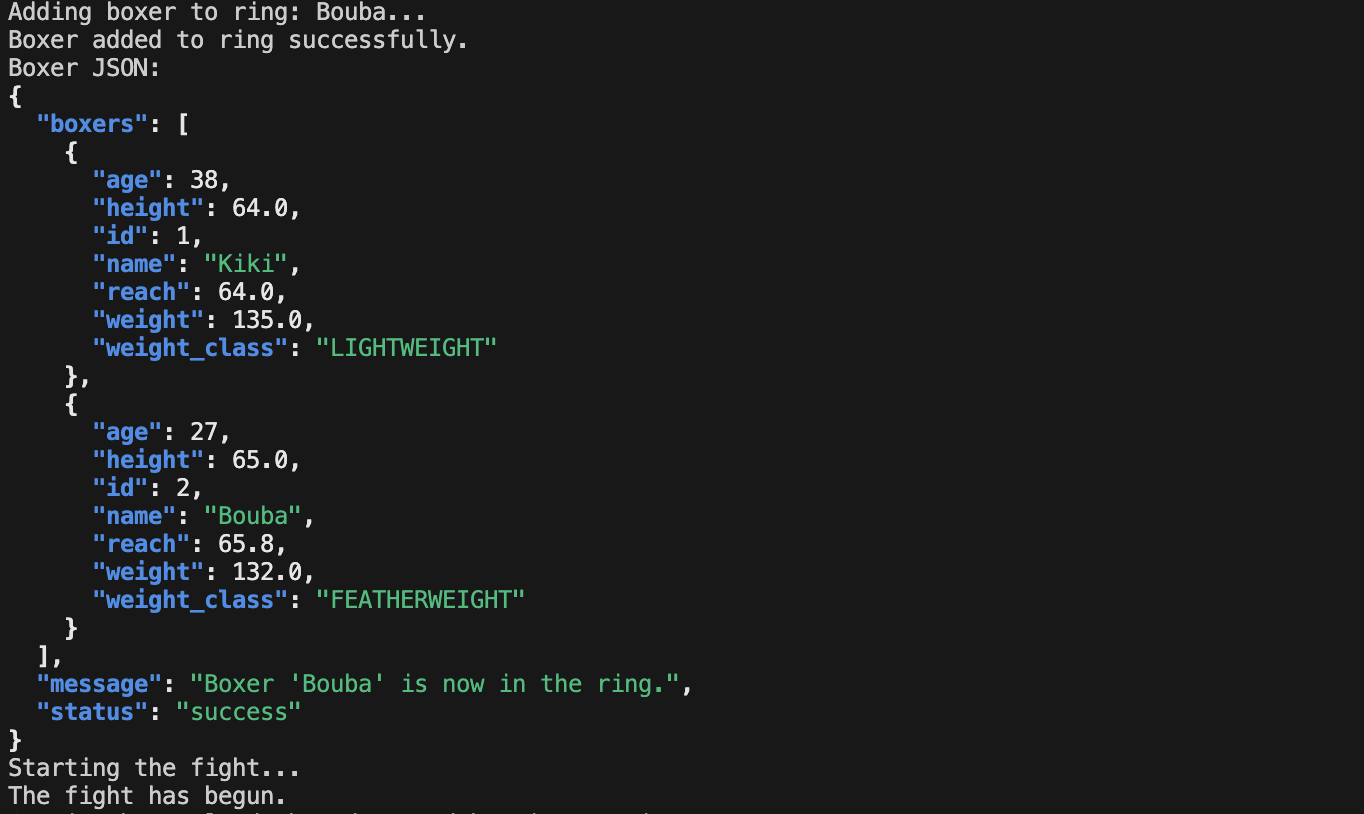 Adding boxer to ring: Bouba...
Boxer added to ring successfully.
Boxer JSON:
{
  "boxers": [
    {
      "age": 38,
      "height": 64.0,
      "id": 1,
      "name": "Kiki",
      "reach": 64.0,
      "weight": 135.0,
      "weight_class": "LIGHTWEIGHT"
    },
    {
      "age": 27,
      "height": 65.0,
      "id": 2,
      "name": "Bouba",
      "reach": 65.8,
      "weight": 132.0,
      "weight_class": "FEATHERWEIGHT"
    }
  ],
  "message": "Boxer 'Bouba' is now in the ring.",
  "status": "success"
}
Starting the fight...
The fight has begun.